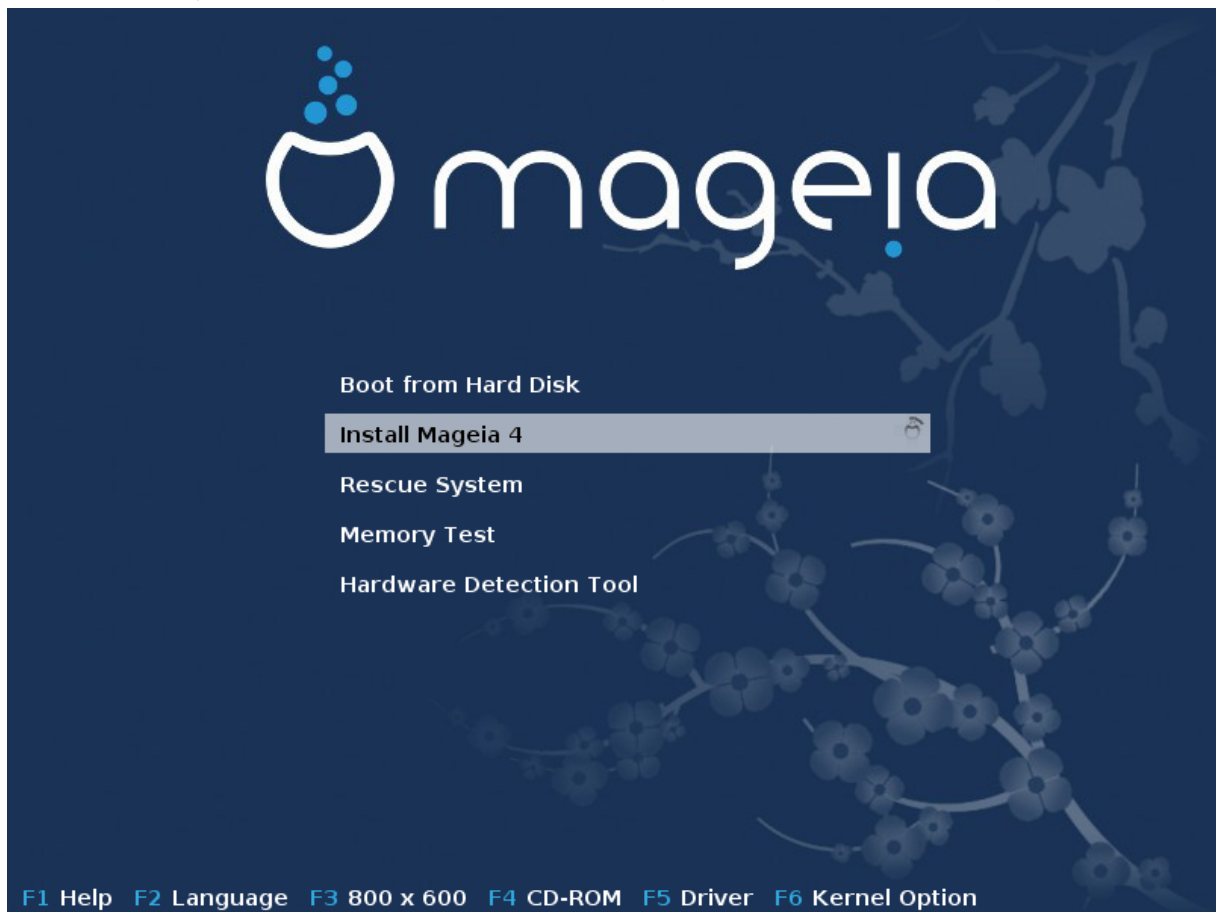 mageia
Boot from Hard Disk
Install Mageia 4
Rescue System
Memory Test
Hardware Detection Tool
F1 Help F2 Language F3 800 x 600 F4 CD-ROM F5 Driver F6 Kernel Option